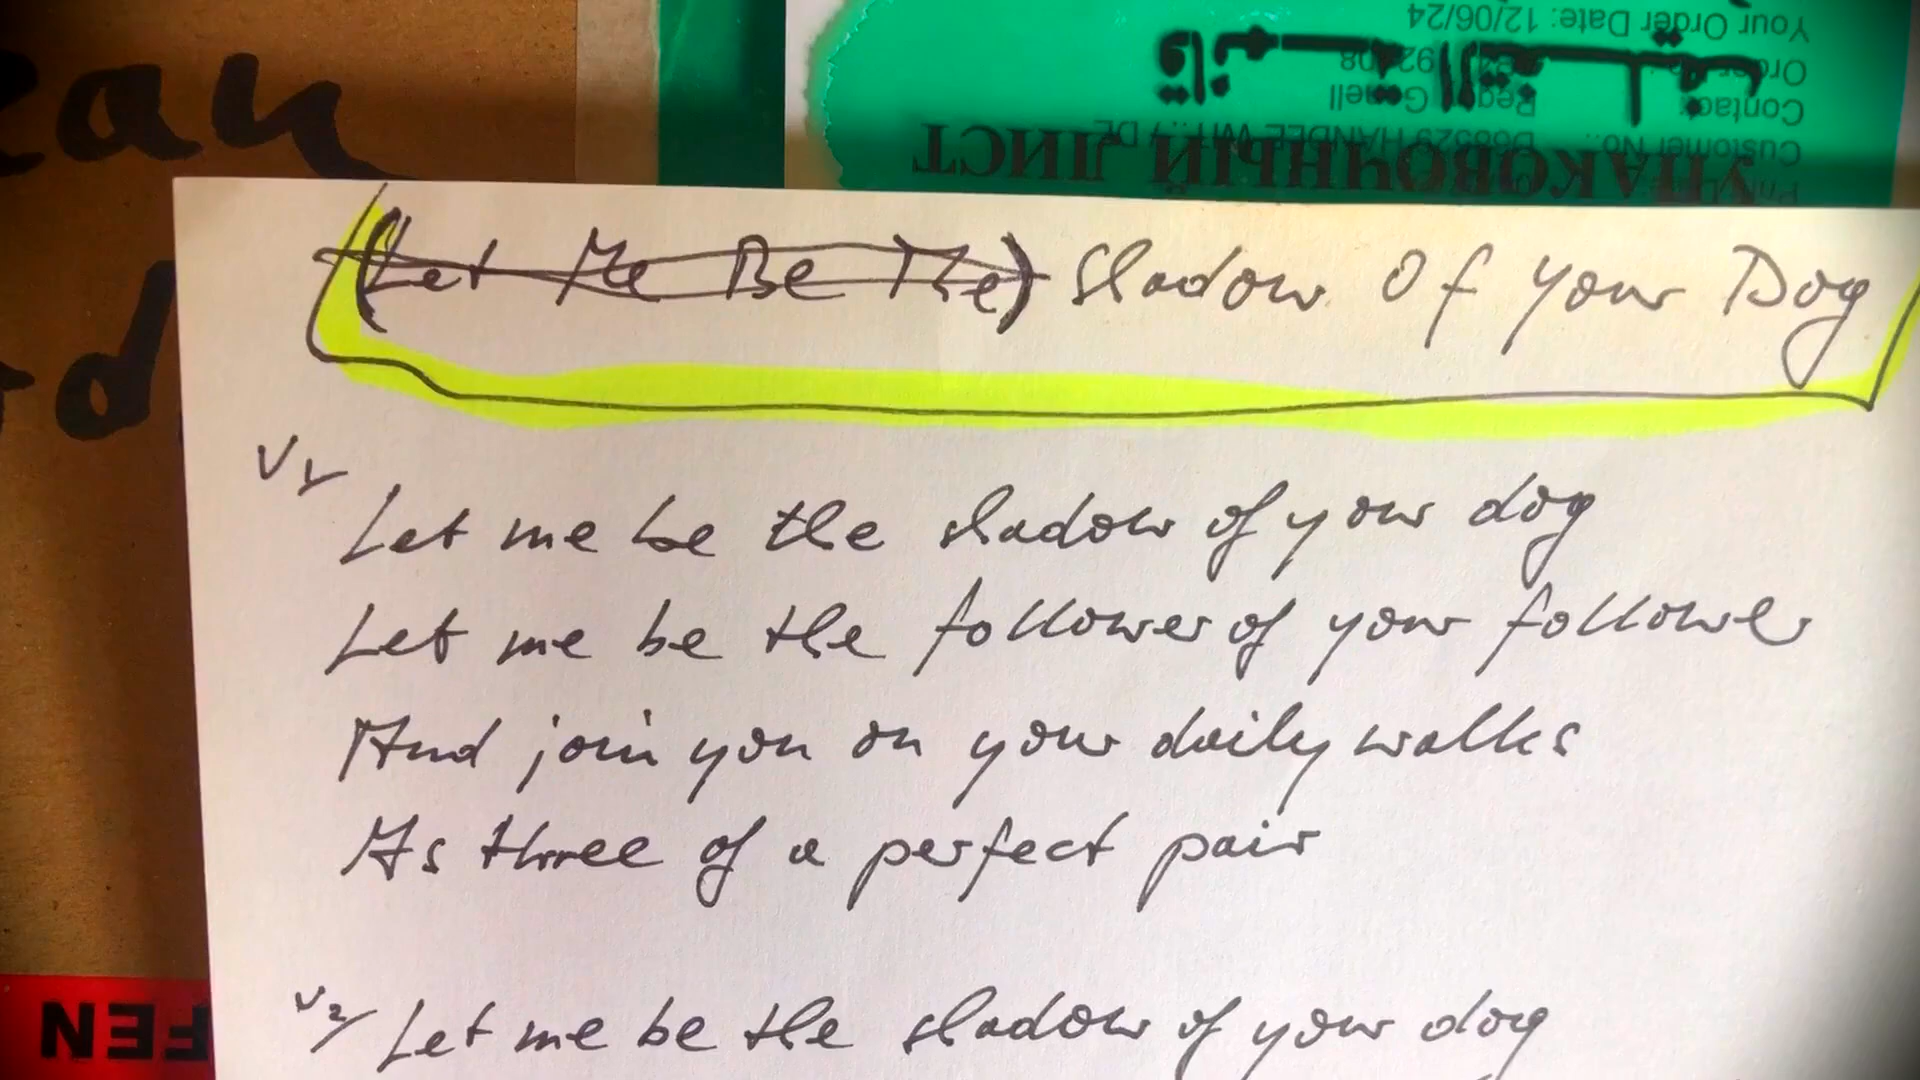 Your Order Date: 12/06/24
Contact
Customer No.
УПАКОВОЧНЫЙ ЛИСТ
(Let Me Be The) Shadow Of Your Dog
V1
Let me be the shadow of your dog
Let me be the follower of your follower
And join you on your daily walks
As three of a perfect pair
V2
Let me be the shadow of your dog